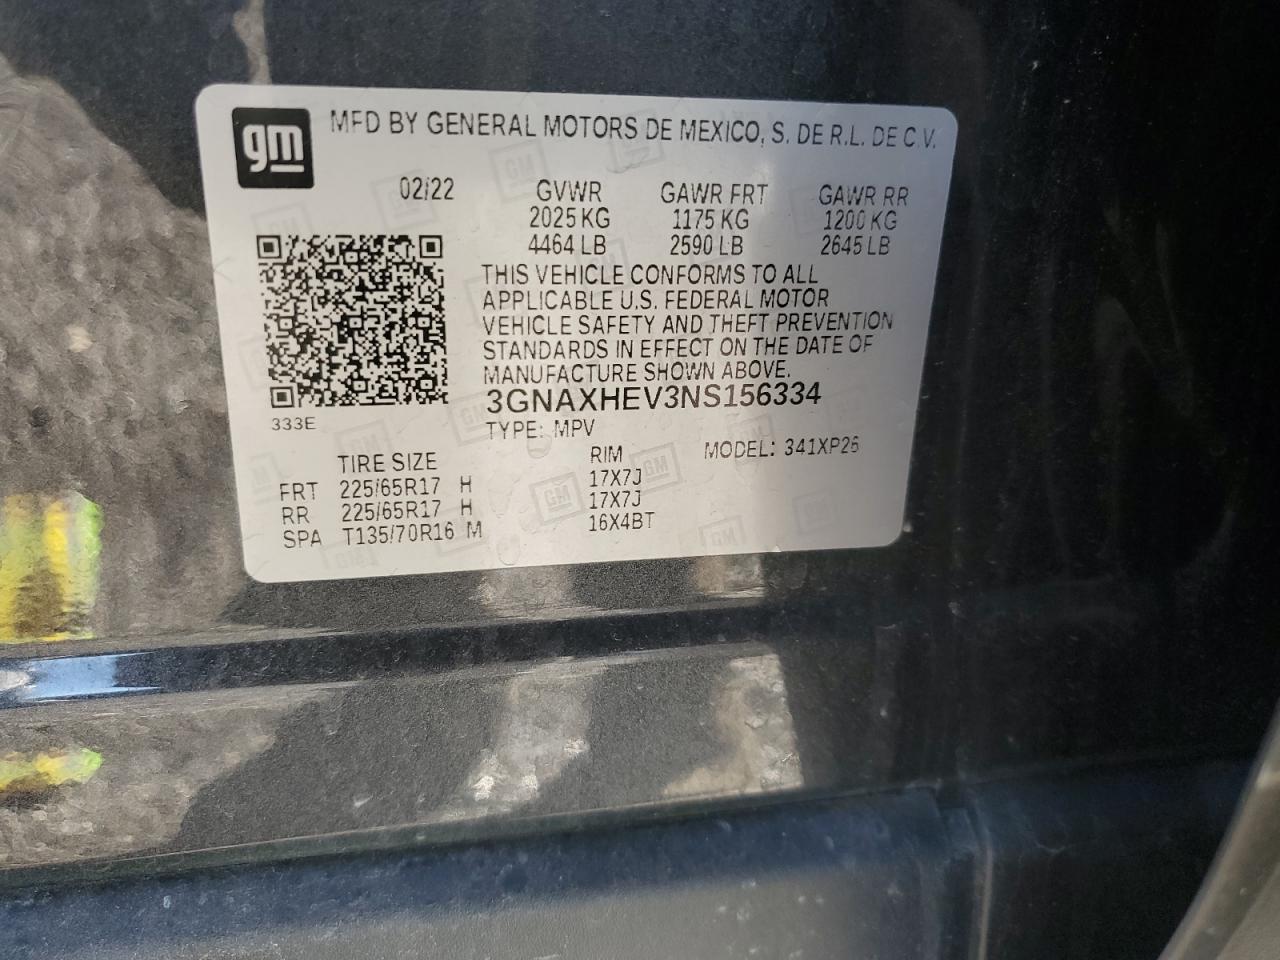 gm
MFD BY GENERAL MOTORS DE MEXICO, S. DE R.L. DE C.V.
02/22 GVWR GAWR FRT GAWR RR
2025 KG 1175 KG 1200 KG
4464 LB 2590 LB 2645 LB
THIS VEHICLE CONFORMS TO ALL
APPLICABLE U.S. FEDERAL MOTOR
VEHICLE SAFETY AND THEFT PREVENTION
STANDARDS IN EFFECT ON THE DATE OF
MANUFACTURE SHOWN ABOVE.
3GNAXHEV3NS156334
333E
TYPE: MPV
TIRE SIZE RIM MODEL: 341XP26
FRT 225/65R17 H 17X7J
RR 225/65R17 H 17X7J
SPA T135/70R16 M 16X4BT